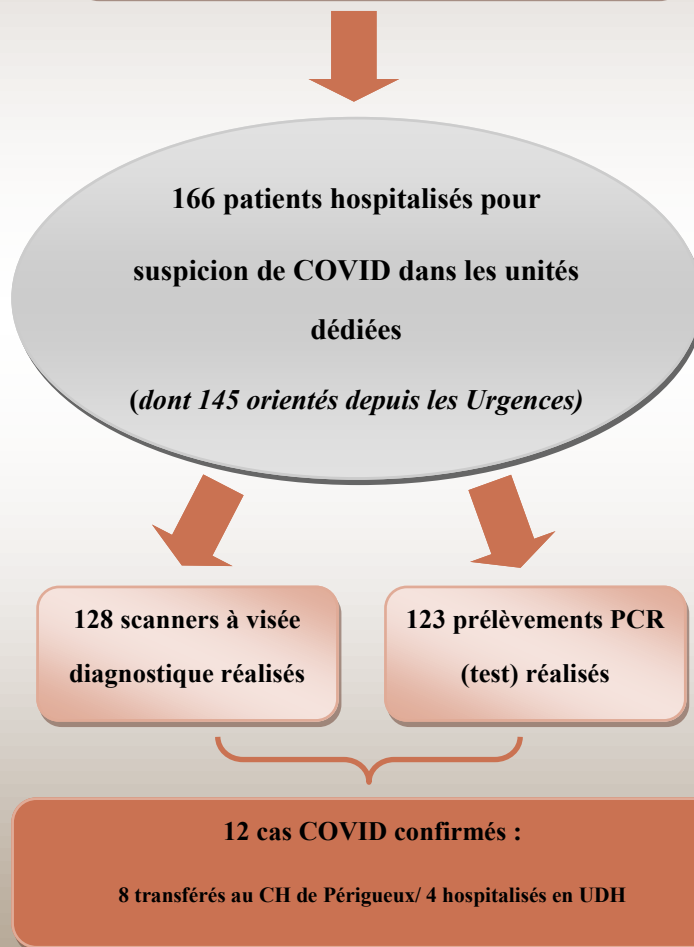 166 patients hospitalisés pour
suspicion de COVID dans les unités
dédiées
(dont 145 orientés depuis les Urgences)
128 scanners à visée
diagnostique réalisés
123 prélèvements PCR
(test) réalisés
12 cas COVID confirmés :
8 transférés au CH de Périgueux/ 4 hospitalisés en UDH